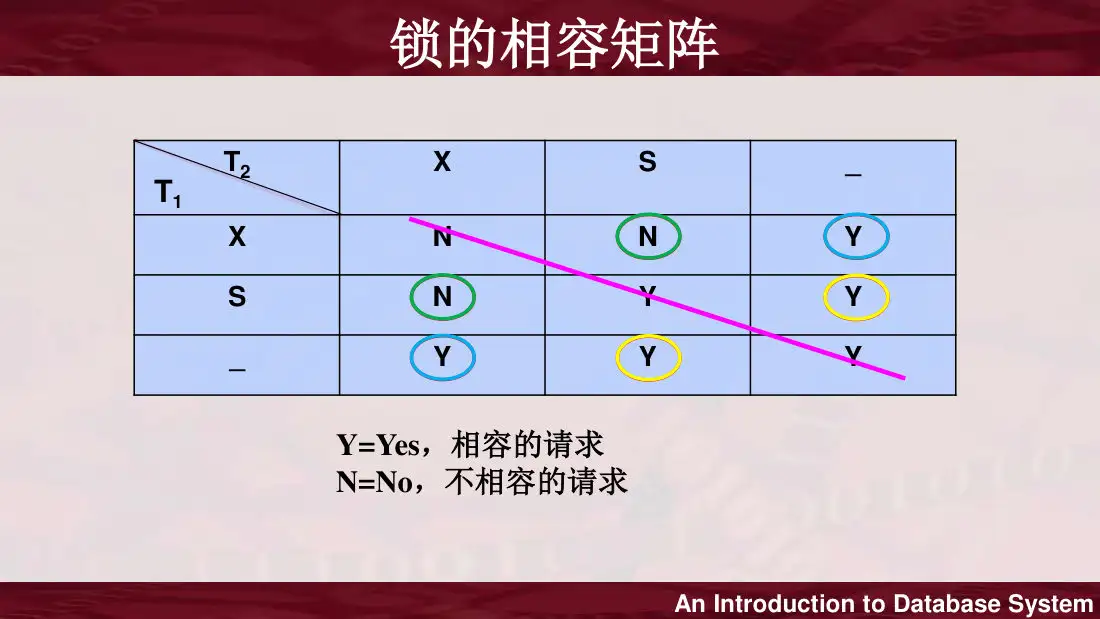 锁的相容矩阵
T2 X S _
T1
X N N Y
S N Y Y
_ Y Y Y
Y=Yes，相容的请求
N=No，不相容的请求
An Introduction to Database System